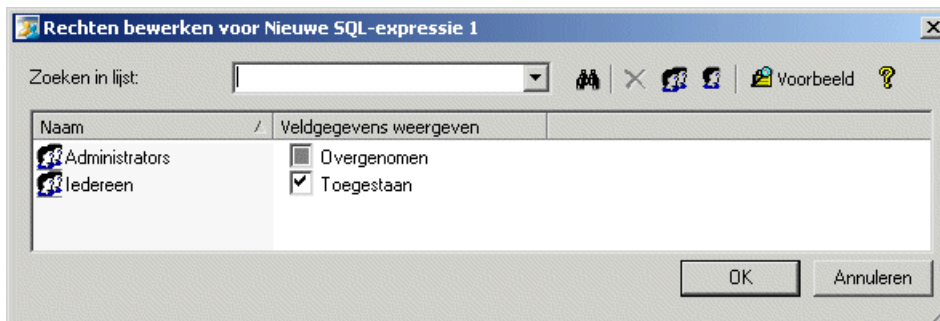 Rechten bewerken voor Nieuwe SQL-expressie 1
Zoeken in lijst: Voorbeeld
Naam Veldgegevens weergeven
Administrators Overgenomen
Iedereen Toegestaan
OK Annuleren